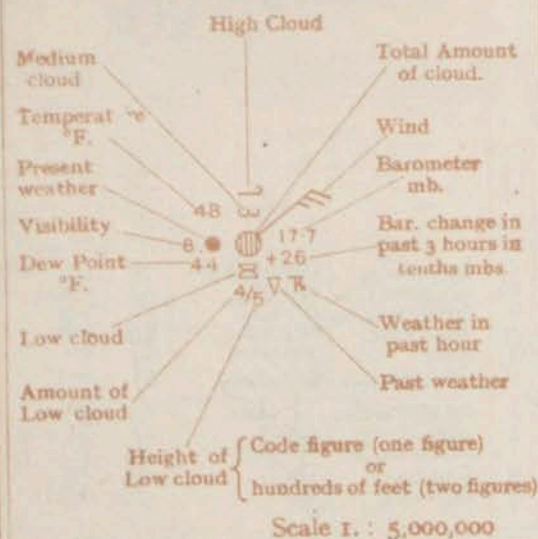 High Cloud
Medium
cloud
Total Amount
of cloud.
Temperat re
°F.
Wind
Present
weather
Barometer
mb.
48
Visibility
8
17·7
Bar. change in
past 3 hours in
tenths mbs.
Dew Point
°F.
44
+26
4/5
Low cloud
Weather in
past hour
Amount of
Low cloud
Past weather
Height of
Low cloud
Code figure (one figure)
or
hundreds of feet (two figures)
Scale 1. : 5,000,000